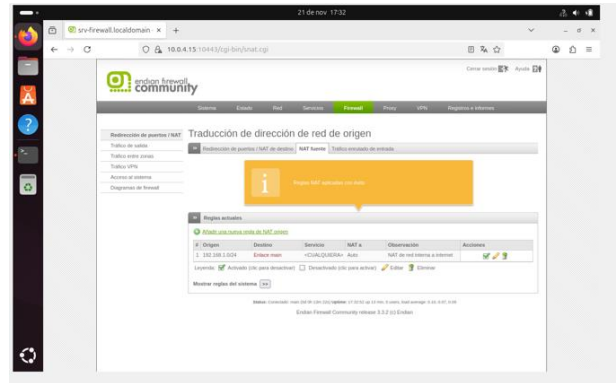 21 de nov 17:32
srv-firewall.localdomain
10.0.4.15:10443/cgi-bin/snat.cgi
Cerrar sesión Ayuda
endian firewall
community
Sistema Estado Red Servicios Firewall Proxy VPN Registros e informes
Redirección de puertos / NAT
Tráfico de salida
Tráfico entre zonas
Tráfico VPN
Acceso al sistema
Diagramas de firewall
Traducción de dirección de red de origen
Redirección de puertos / NAT de destino NAT fuente Tráfico enrutado de entrada
Reglas NAT aplicadas con éxito
Reglas actuales
Añadir una nueva regla de NAT origen
# Origen Destino Servicio NAT a Observación Acciones
1 192.168.1.0/24 Enlace main <CUALQUIERA> Auto NAT de red interna a internet
Leyenda: Activado (clic para desactivar) Desactivado (clic para activar) Editar Eliminar
Mostrar reglas del sistema >>
Endian Firewall Community release 3.3.2 (c) Endian